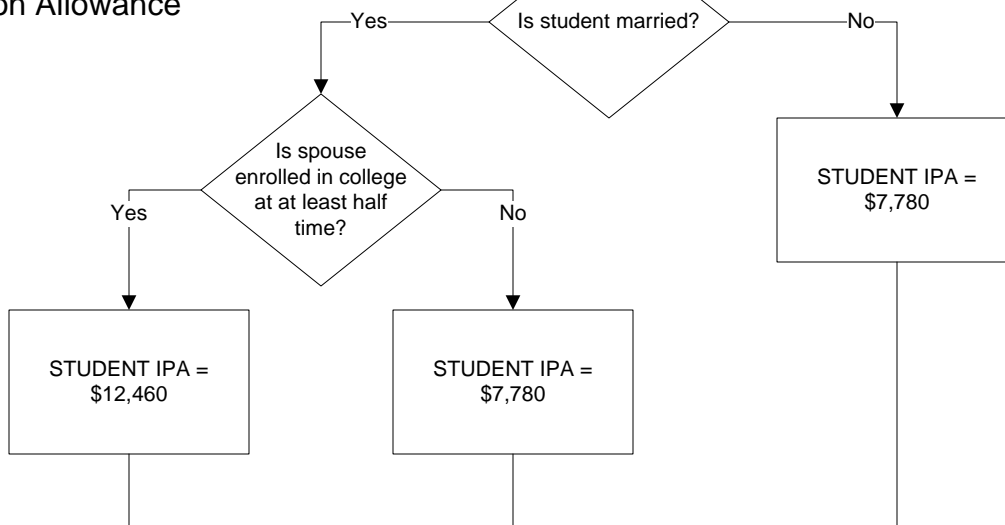 on Allowance
Yes
Is student married?
No
Is spouse
enrolled in college
at at least half
time?
STUDENT IPA =
$7,780
Yes
No
STUDENT IPA =
$12,460
STUDENT IPA =
$7,780